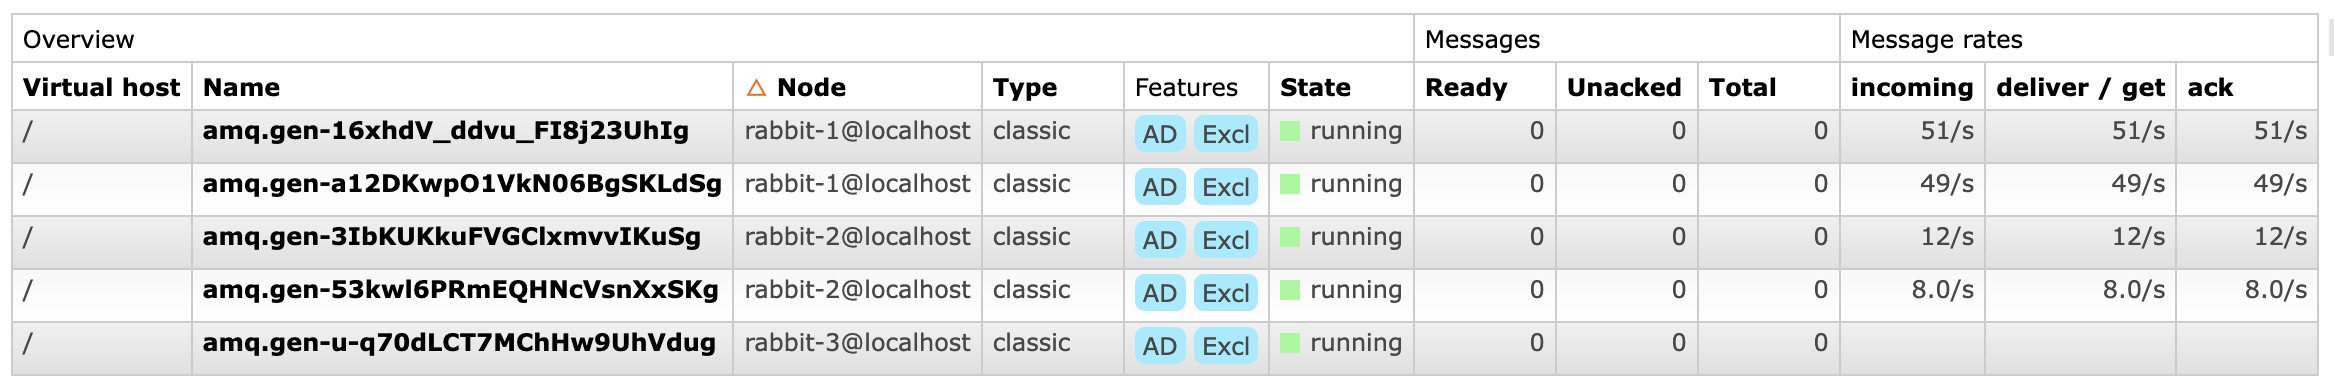 Overview Messages Message rates
Virtual host Name △ Node Type Features State Ready Unacked Total incoming deliver / get ack
/ amq.gen-16xhdV_ddvu_FI8j23UhIg rabbit-1@localhost classic AD Excl running 0 0 0 51/s 51/s 51/s
/ amq.gen-a12DKwpO1VkN06BgSKLdSg rabbit-1@localhost classic AD Excl running 0 0 0 49/s 49/s 49/s
/ amq.gen-3IbKUKkuFVGClxmvvIKuSg rabbit-2@localhost classic AD Excl running 0 0 0 12/s 12/s 12/s
/ amq.gen-53kwl6PRmEQHNcVsnXxSKg rabbit-2@localhost classic AD Excl running 0 0 0 8.0/s 8.0/s 8.0/s
/ amq.gen-u-q70dLCT7MChHw9UhVdug rabbit-3@localhost classic AD Excl running 0 0 0